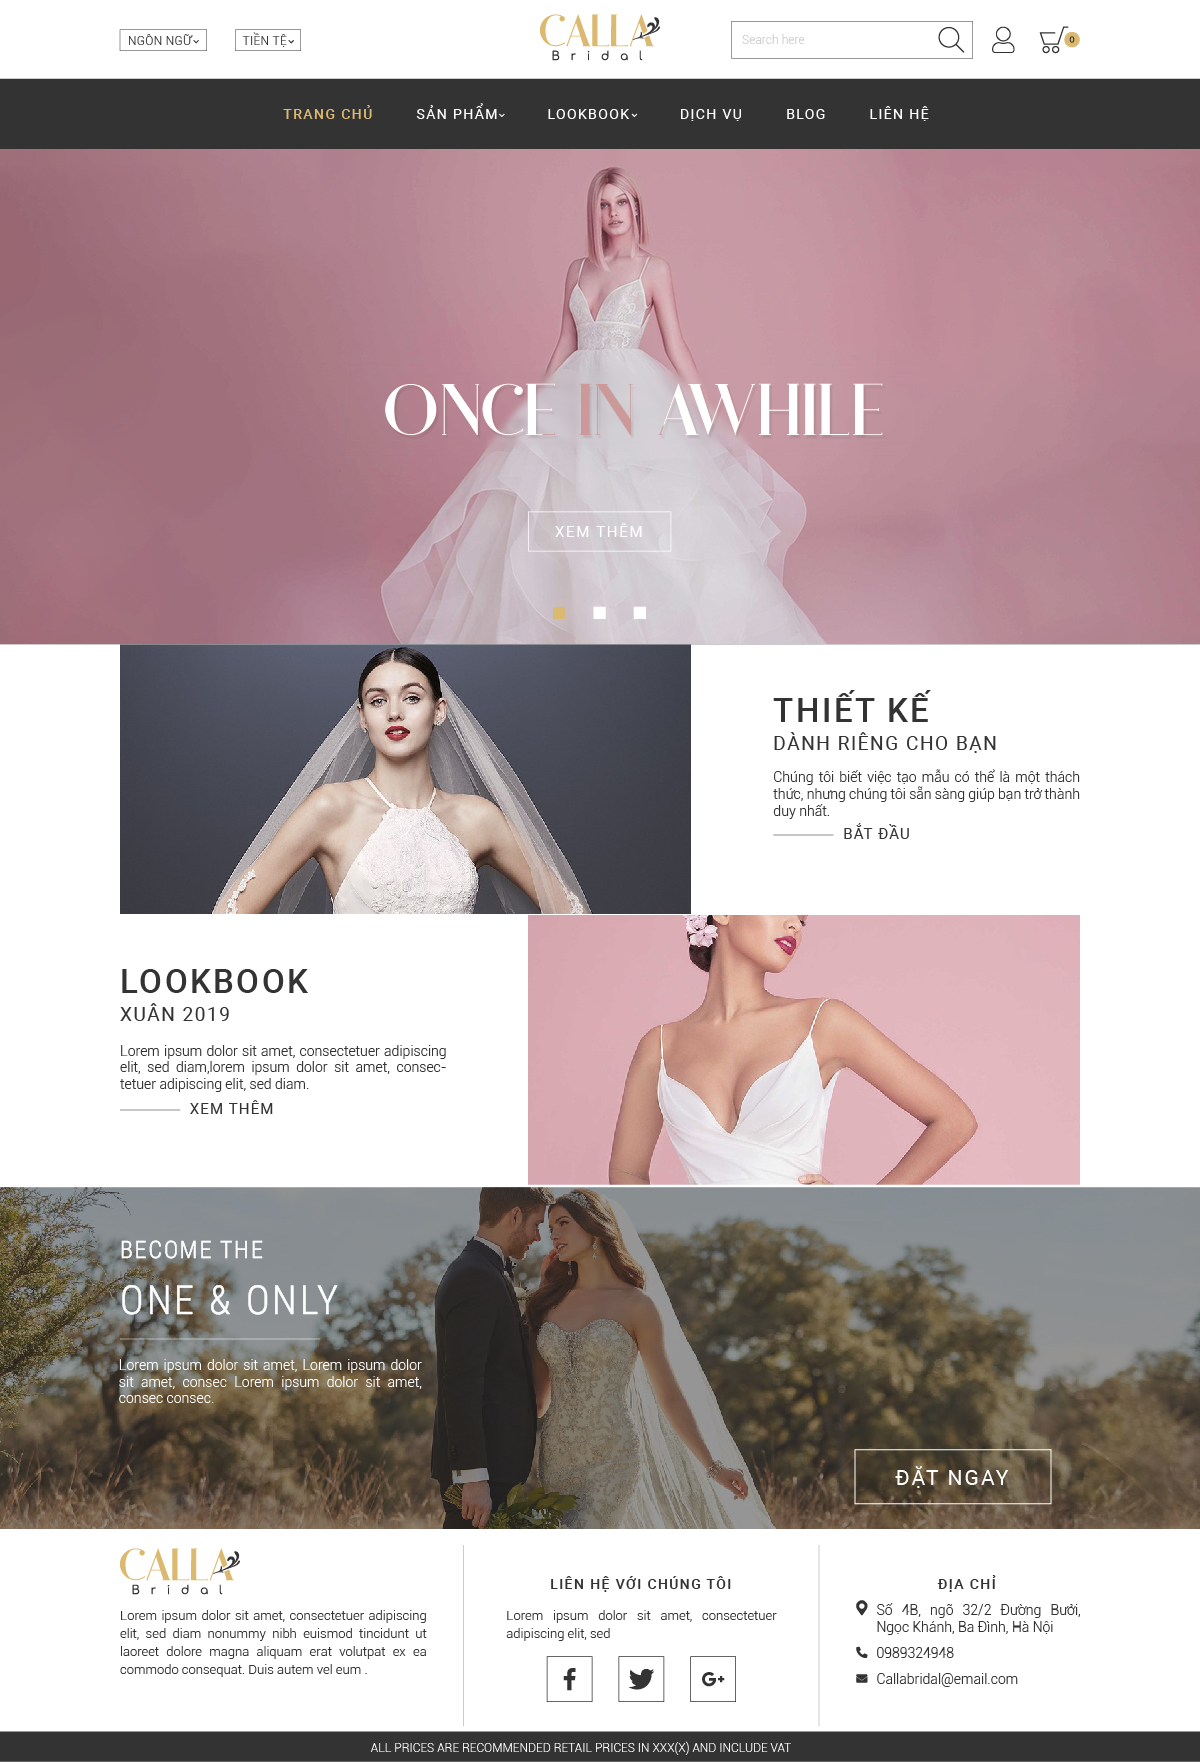 NGÔN NGỮ
TIỀN TỆ
CALLA
Bridal
Search here
0
TRANG CHỦ
SẢN PHẨM
LOOKBOOK
DỊCH VỤ
BLOG
LIÊN HỆ
ONCE IN AWHILE
XEM THÊM
THIẾT KẾ
DÀNH RIÊNG CHO BẠN
Chúng tôi biết việc tạo mẫu có thể là một thách
thức, nhưng chúng tôi sẵn sàng giúp bạn trở thành
duy nhất.
BẮT ĐẦU
LOOKBOOK
XUÂN 2019
Lorem ipsum dolor sit amet, consectetuer adipiscing
elit, sed diam,lorem ipsum dolor sit amet, consec-
tetuer adipiscing elit, sed diam.
XEM THÊM
BECOME THE
ONE & ONLY
Lorem ipsum dolor sit amet, Lorem ipsum dolor
sit amet, consec Lorem ipsum dolor sit amet,
consec consec.
ĐẶT NGAY
CALLA
Bridal
Lorem ipsum dolor sit amet, consectetuer adipiscing
elit, sed diam nonummy nibh euismod tincidunt ut
laoreet dolore magna aliquam erat volutpat ex ea
commodo consequat. Duis autem vel eum .
LIÊN HỆ VỚI CHÚNG TÔI
Lorem ipsum dolor sit amet, consectetuer
adipiscing elit, sed
f
G+
ĐỊA CHỈ
Số 4B, ngõ 32/2 Đường Bưởi,
Ngọc Khánh, Ba Đình, Hà Nội
0989324948
Callabridal@email.com
ALL PRICES ARE RECOMMENDED RETAIL PRICES IN XXX(X) AND INCLUDE VAT